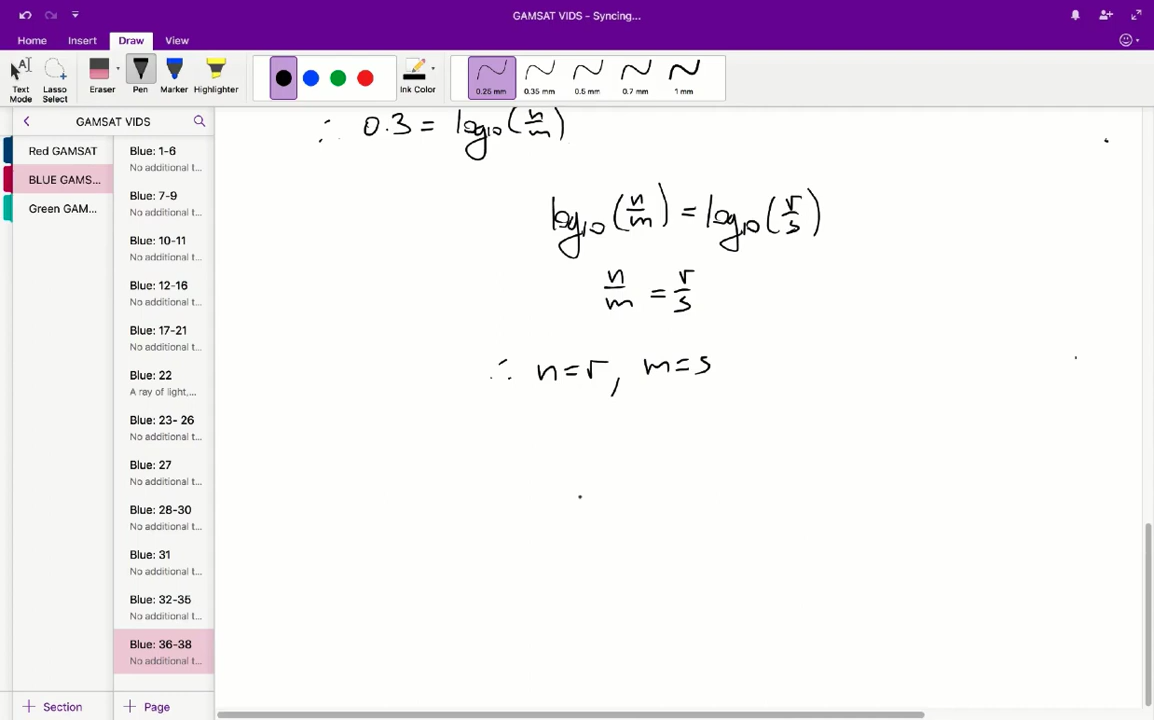 GAMSAT VIDS - Syncing...
Home Insert Draw View
Text Mode
Lasso Select
Eraser
Pen
Marker
Highlighter
Ink Color
0.25 mm
0.35 mm
0.5 mm
0.7 mm
1 mm
GAMSAT VIDS
Red GAMSAT
BLUE GAMS...
Green GAM...
Blue: 1-6
No additional t...
Blue: 7-9
No additional t...
Blue: 10-11
No additional t...
Blue: 12-16
No additional t...
Blue: 17-21
No additional t...
Blue: 22
A ray of light,...
Blue: 23- 26
No additional t...
Blue: 27
No additional t...
Blue: 28-30
No additional t...
Blue: 31
No additional t...
Blue: 32-35
No additional t...
Blue: 36-38
No additional t...
+ Section
+ Page
∴ 0.3 = log₁₀(n/m)
log₁₀(n/m) = log₁₀(r/s)
n/m = r/s
∴ n=r, m=s